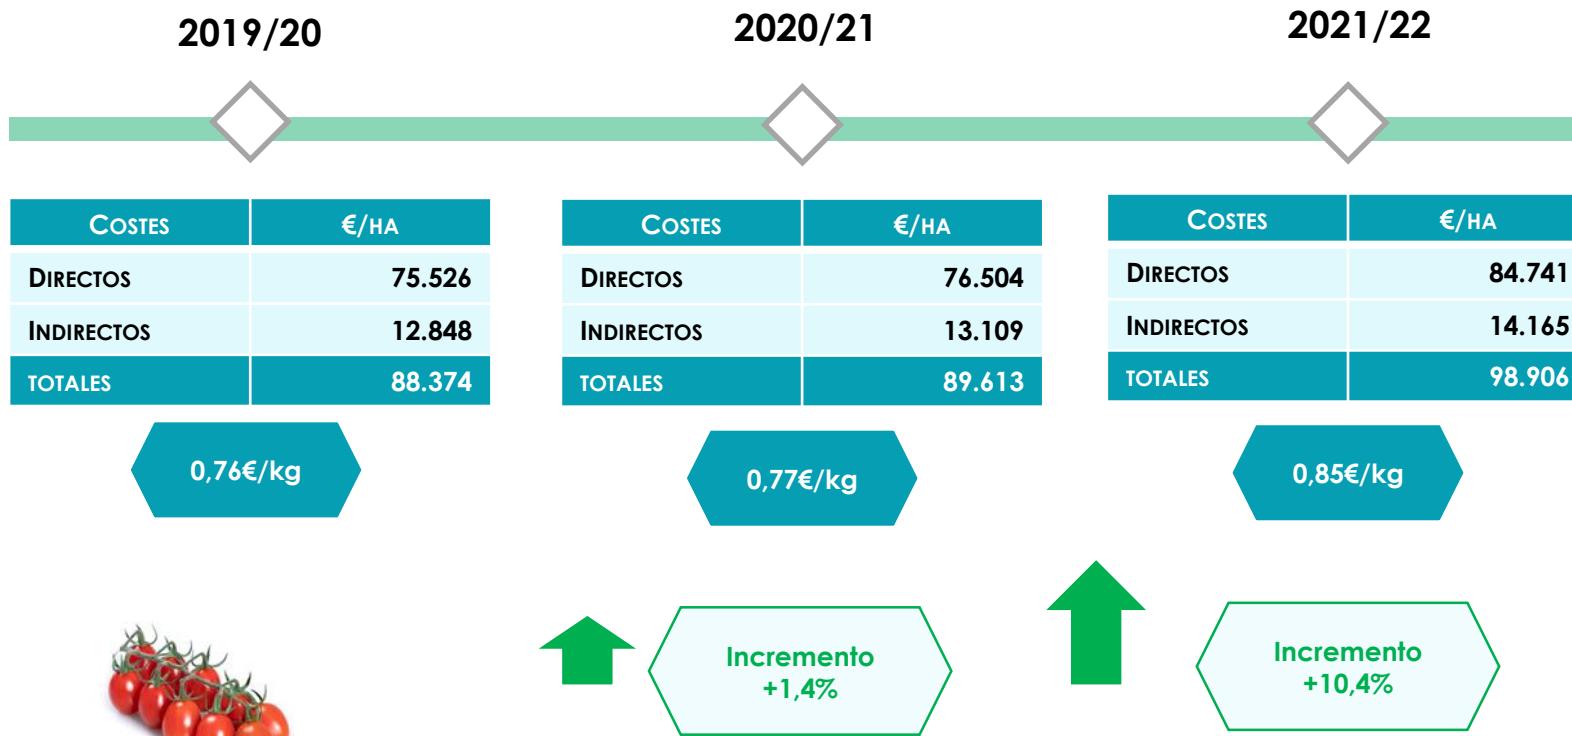 2019/20
2020/21
2021/22
COSTES €/HA
DIRECTOS 75.526
INDIRECTOS 12.848
TOTALES 88.374
0,76€/kg
COSTES €/HA
DIRECTOS 76.504
INDIRECTOS 13.109
TOTALES 89.613
0,77€/kg
Incremento
+1,4%
COSTES €/HA
DIRECTOS 84.741
INDIRECTOS 14.165
TOTALES 98.906
0,85€/kg
Incremento
+10,4%